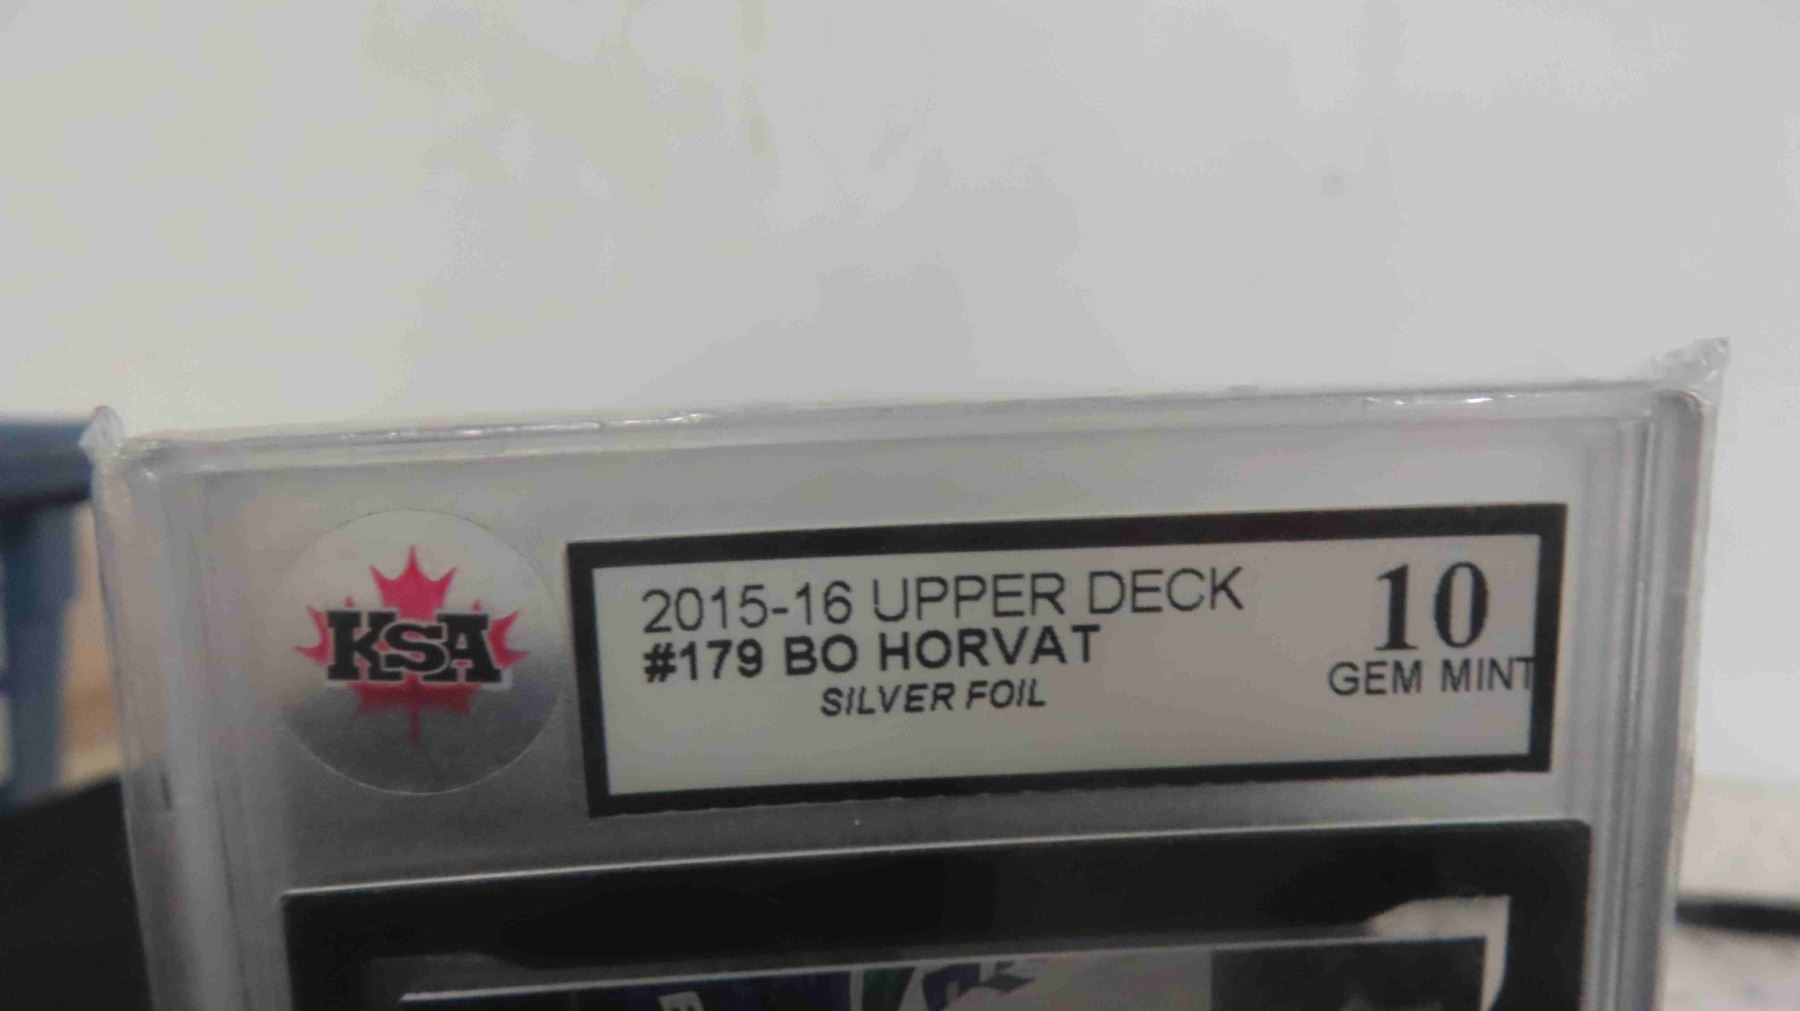 KSA
2015-16 UPPER DECK
#179 BO HORVAT
SILVER FOIL
10
GEM MINT